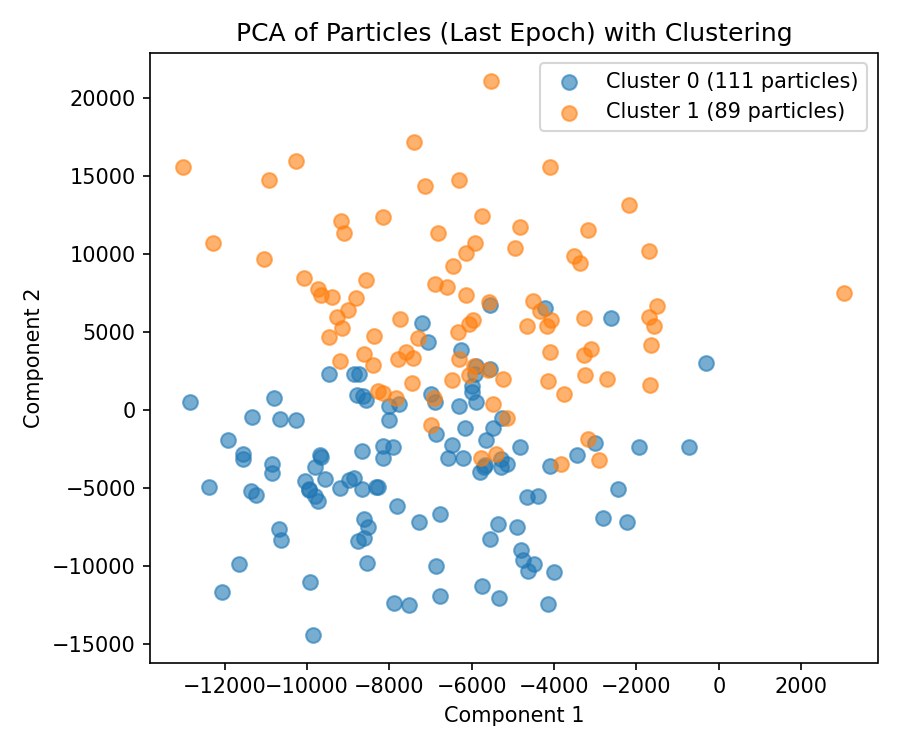 PCA of Particles (Last Epoch) with Clustering
Cluster 0 (111 particles)
Cluster 1 (89 particles)
Component 2
20000
15000
10000
5000
0
−5000
−10000
−15000
−12000 −10000 −8000 −6000 −4000 −2000 0 2000
Component 1